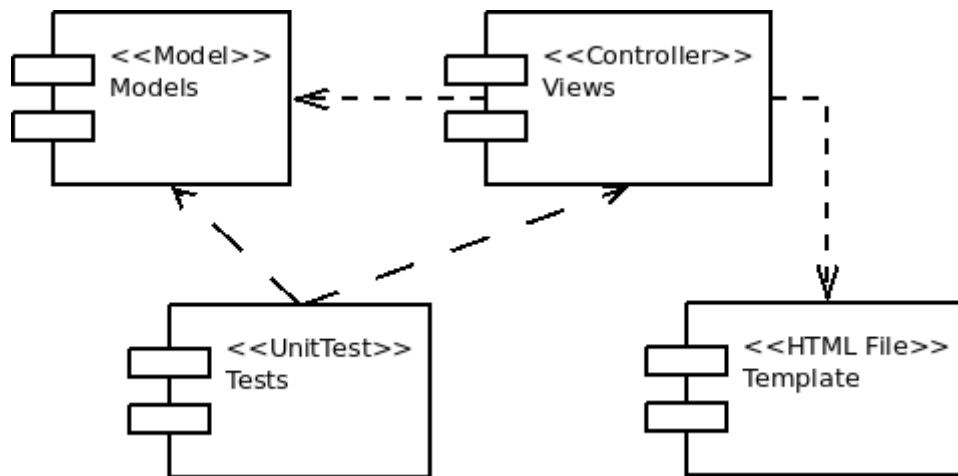 <<Model>>
Models
<<Controller>>
Views
<<UnitTest>>
Tests
<<HTML File>>
Template